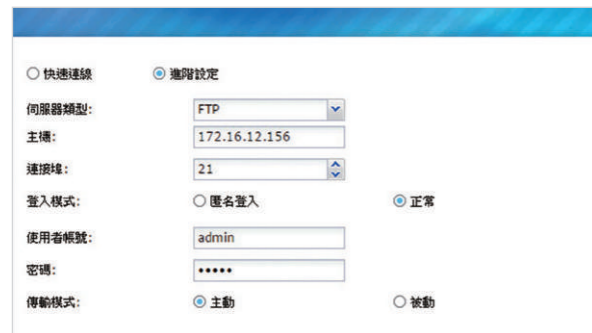 快速連線 進階設定
伺服器類型: FTP
主機: 172.16.12.156
連接埠: 21
登入模式: 匿名登入 正常
使用者帳號: admin
密碼: •••••
傳輸模式: 主動 被動